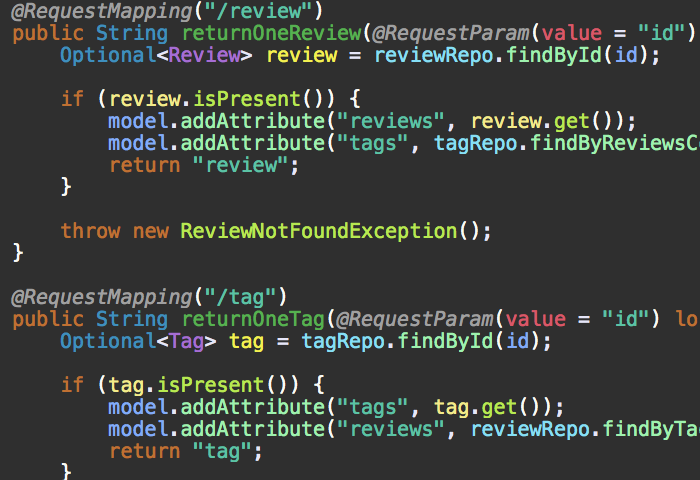 @RequestMapping("/review")
public String returnOneReview(@RequestParam(value = "id")
    Optional<Review> review = reviewRepo.findById(id);

    if (review.isPresent()) {
        model.addAttribute("reviews", review.get());
        model.addAttribute("tags", tagRepo.findByReviewsC
        return "review";
    }

    throw new ReviewNotFoundException();
}

@RequestMapping("/tag")
public String returnOneTag(@RequestParam(value = "id") lo
    Optional<Tag> tag = tagRepo.findById(id);

    if (tag.isPresent()) {
        model.addAttribute("tags", tag.get());
        model.addAttribute("reviews", reviewRepo.findByTa
        return "tag";
    }